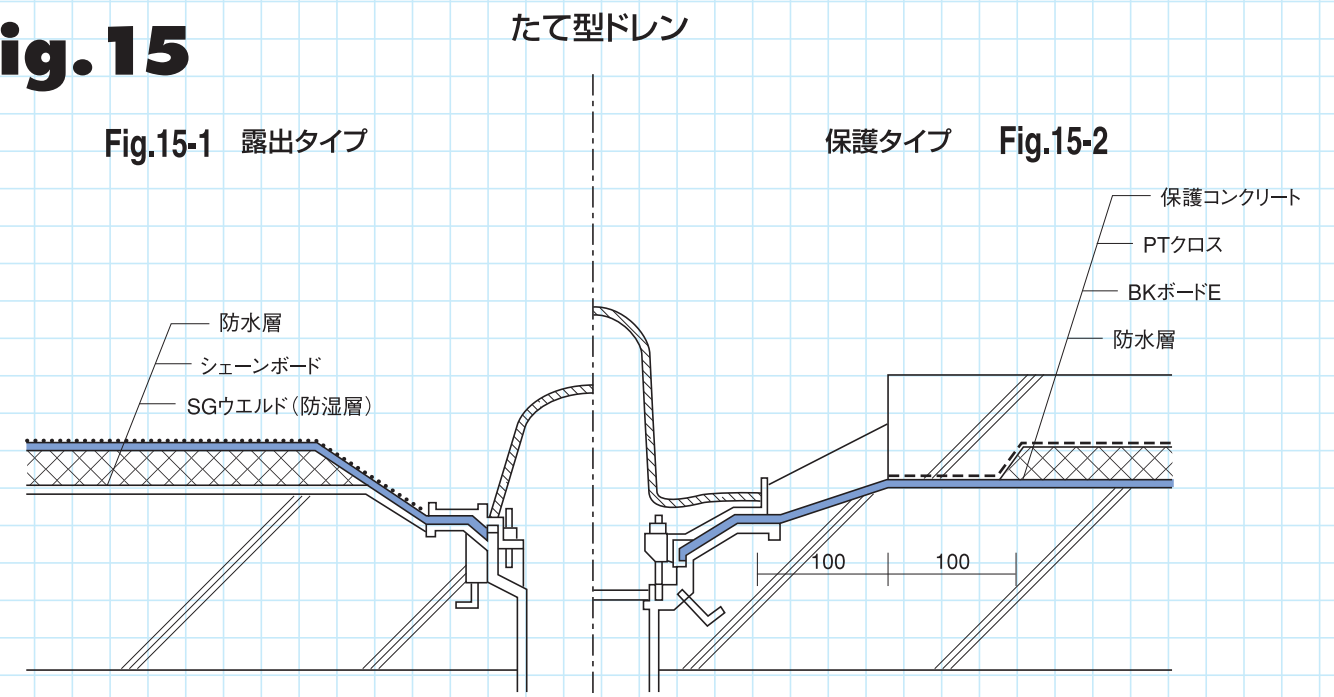 ig.15
たて型ドレン
Fig.15-1 露出タイプ
保護タイプ Fig.15-2
保護コンクリート
PTクロス
BKボードE
防水層
防水層
シェーンボード
SGウエルド（防湿層）
100 100